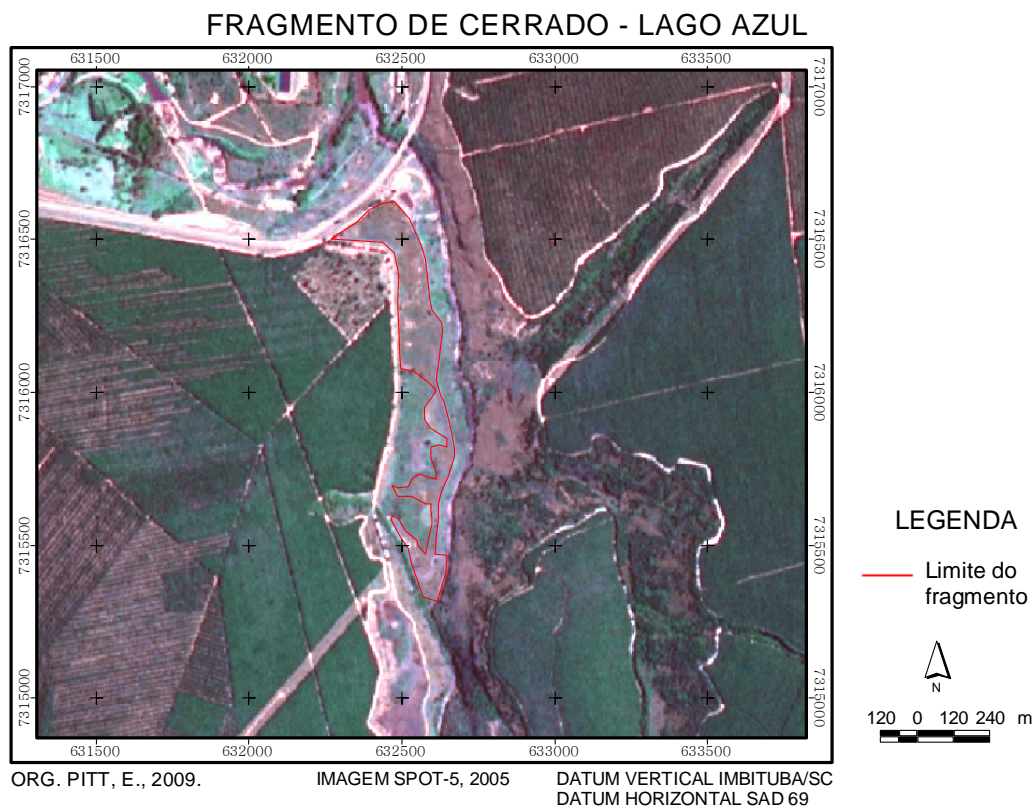 FRAGMENTO DE CERRADO - LAGO AZUL
631500 632000 632500 633000 633500
7317000 7317000
7316500 7316500
7316000 7316000
7315500 7315500
7315000 7315000
631500 632000 632500 633000 633500
LEGENDA
Limite do
fragmento
N
120 0 120 240 m
ORG. PITT, E., 2009. IMAGEM SPOT-5, 2005 DATUM VERTICAL IMBITUBA/SC
DATUM HORIZONTAL SAD 69